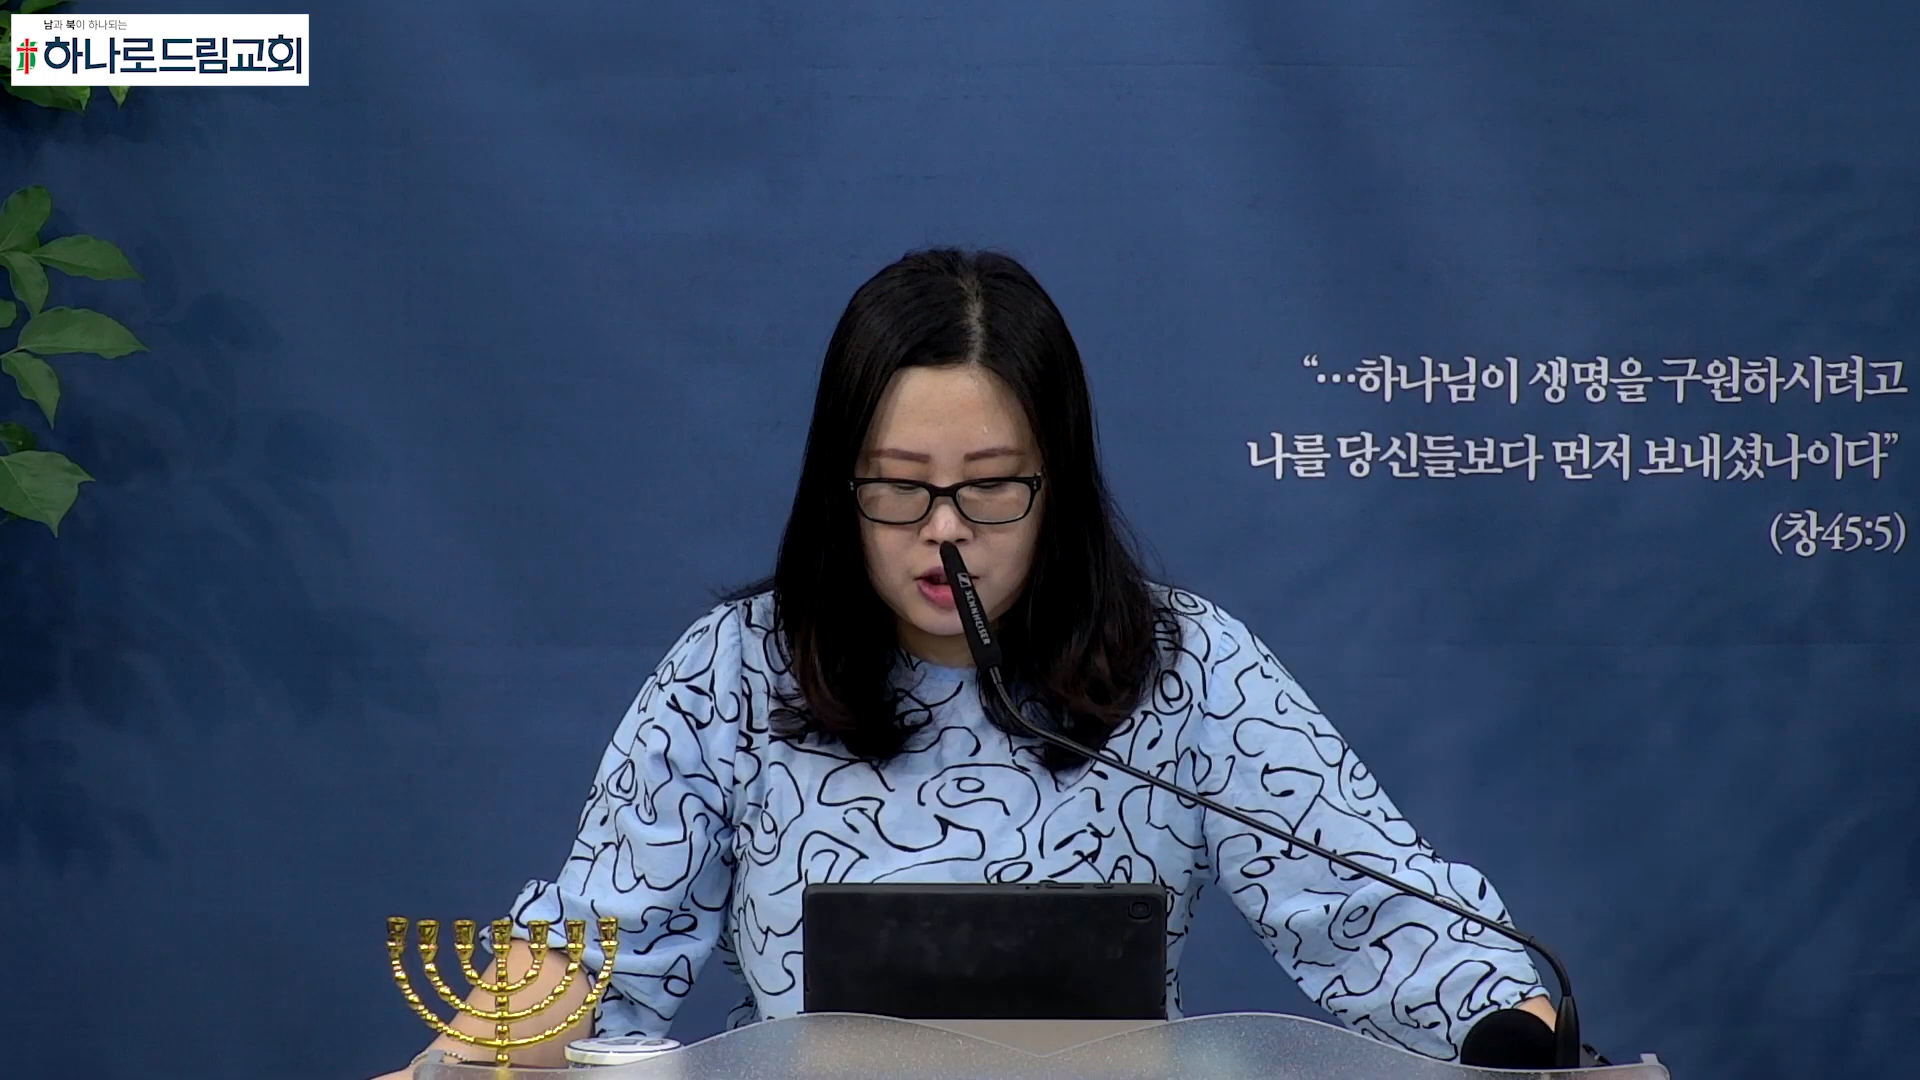 남과 북이 하나되는
하나로드림교회
“…하나님이 생명을 구원하시려고
나를 당신들보다 먼저 보내셨나이다”
(창45:5)
SENNHEISER